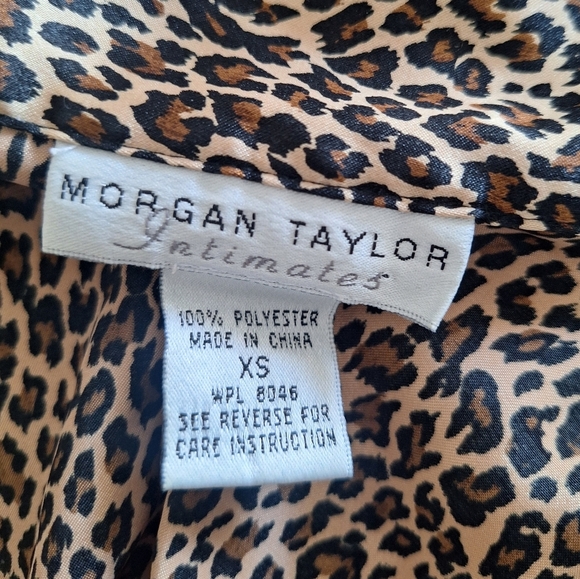 MORGAN TAYLOR
Intimates
100% POLYESTER
MADE IN CHINA
XS
WPL 8046
SEE REVERSE FOR
CARE INSTRUCTION